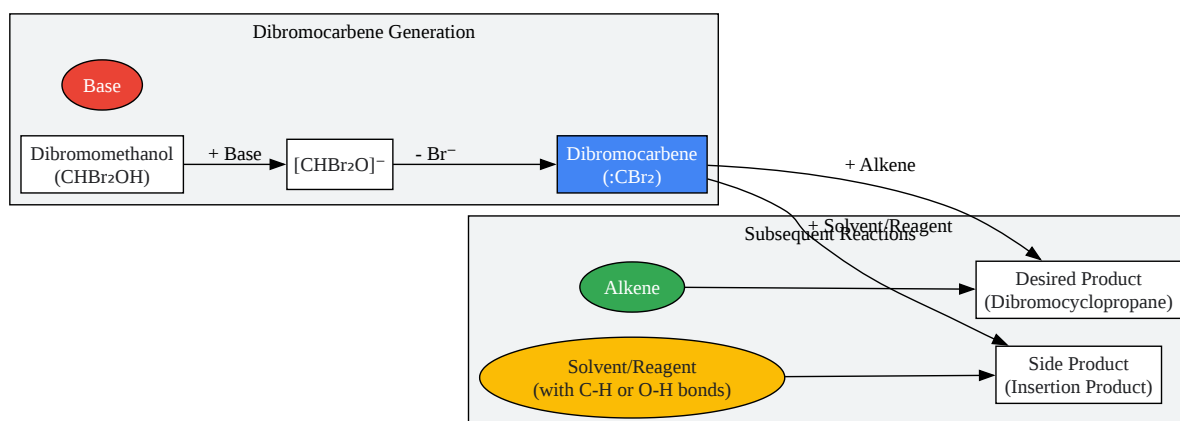 Dibromocarbene Generation
Base
Dibromomethanol
(CHBr₂OH)
+ Base
[CHBr₂O]⁻
- Br⁻
Dibromocarbene
(:CBr₂)
+ Alkene
+ Solvent/Reagent
Subsequent Reactions
Alkene
Desired Product
(Dibromocyclopropane)
Solvent/Reagent
(with C-H or O-H bonds)
Side Product
(Insertion Product)